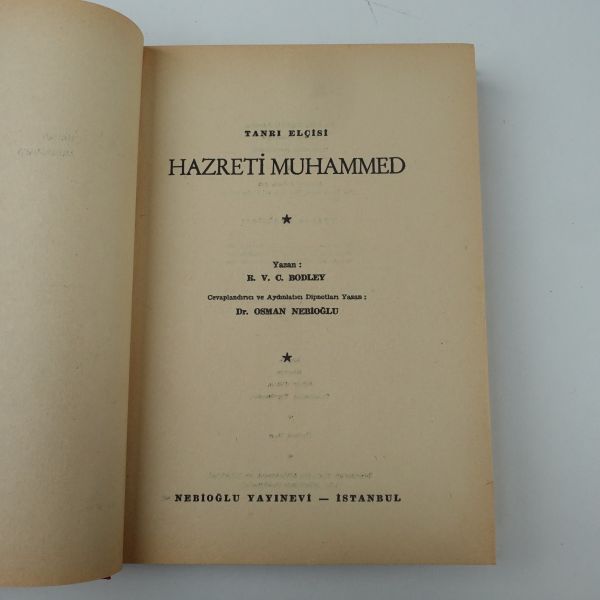 TANRI ELÇİSİ
HAZRETİ MUHAMMED
Yazan :
R. V. C. BODLEY
Cevaplandırıcı ve Aydınlatıcı Dipnotları Yazan :
Dr. OSMAN NEBİOĞLU
NEBİOĞLU YAYINEVİ — İSTANBUL